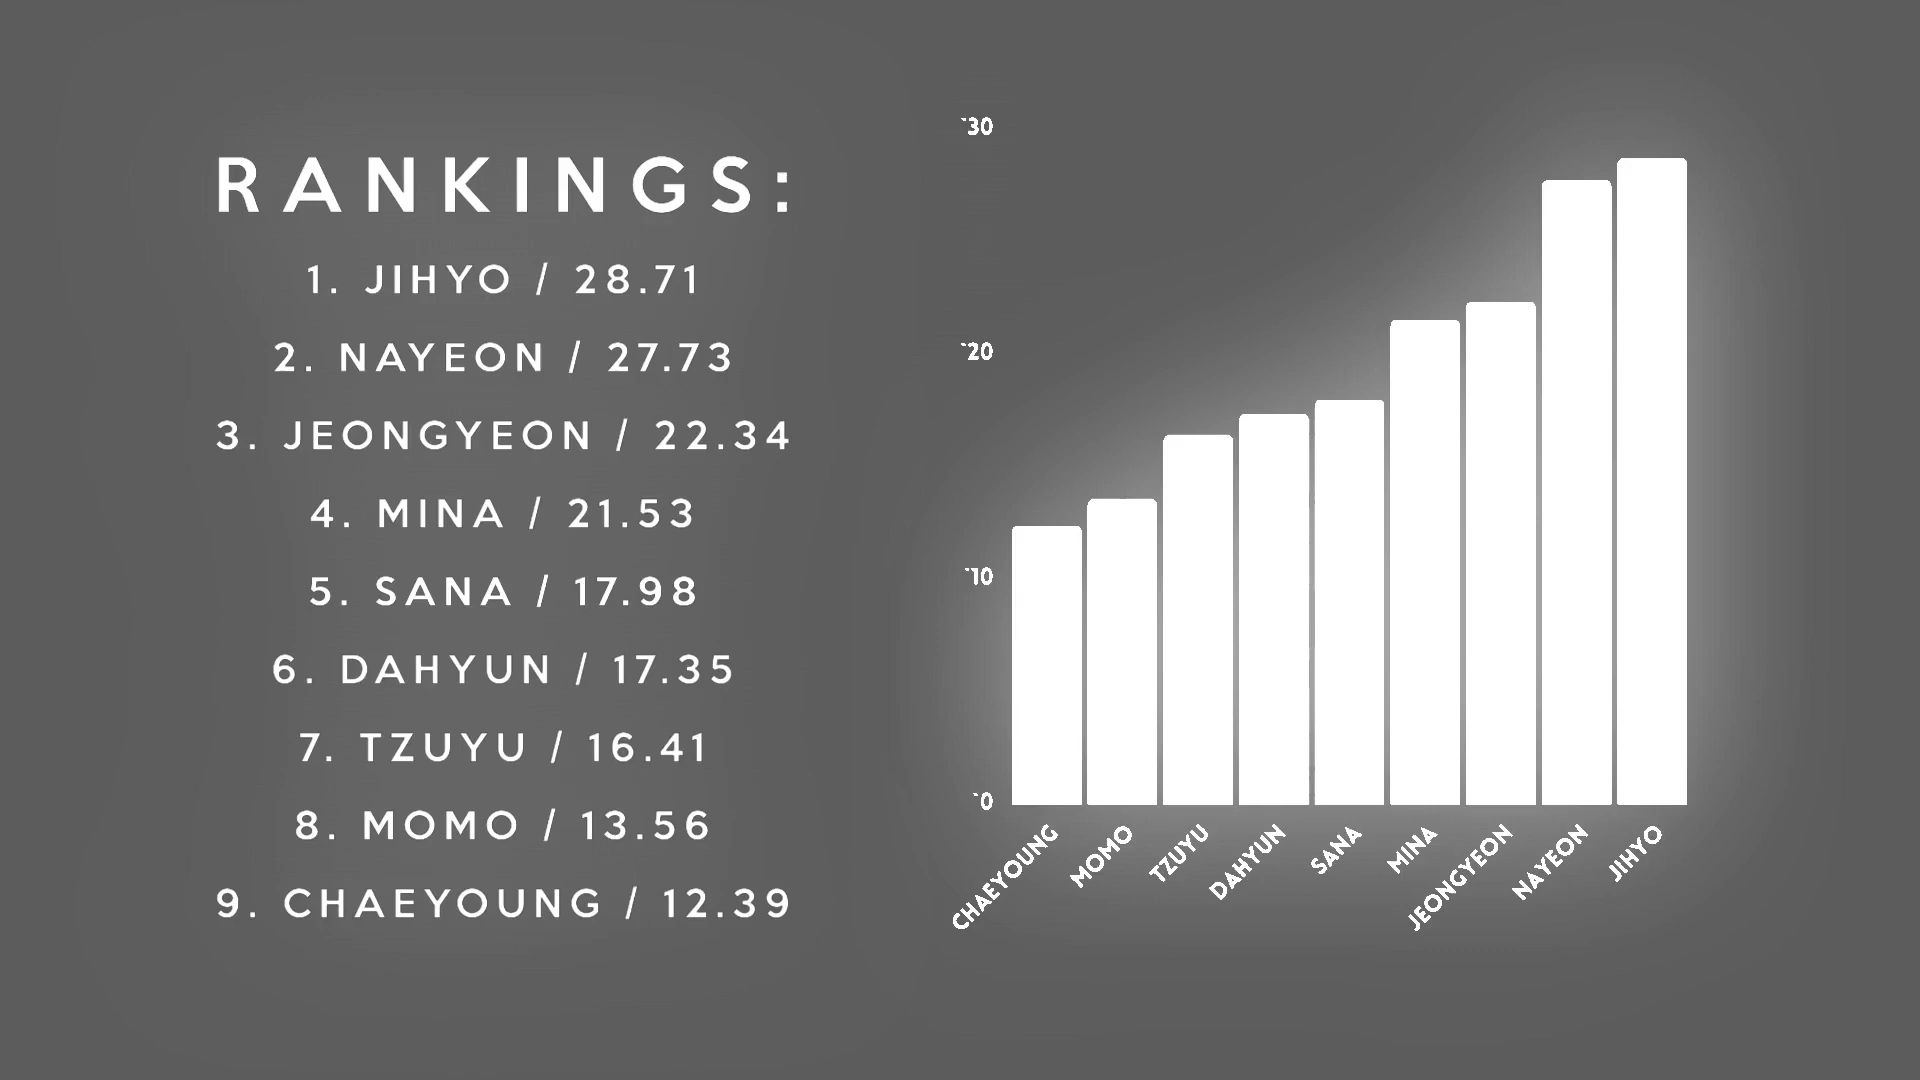 RANKINGS:
1. JIHYO / 28.71
2. NAYEON / 27.73
3. JEONGYEON / 22.34
4. MINA / 21.53
5. SANA / 17.98
6. DAHYUN / 17.35
7. TZUYU / 16.41
8. MOMO / 13.56
9. CHAEYOUNG / 12.39
30
20
10
0
CHAEYOUNG
MOMO
TZUYU
DAHYUN
SANA
MINA
JEONGYEON
NAYEON
JIHYO